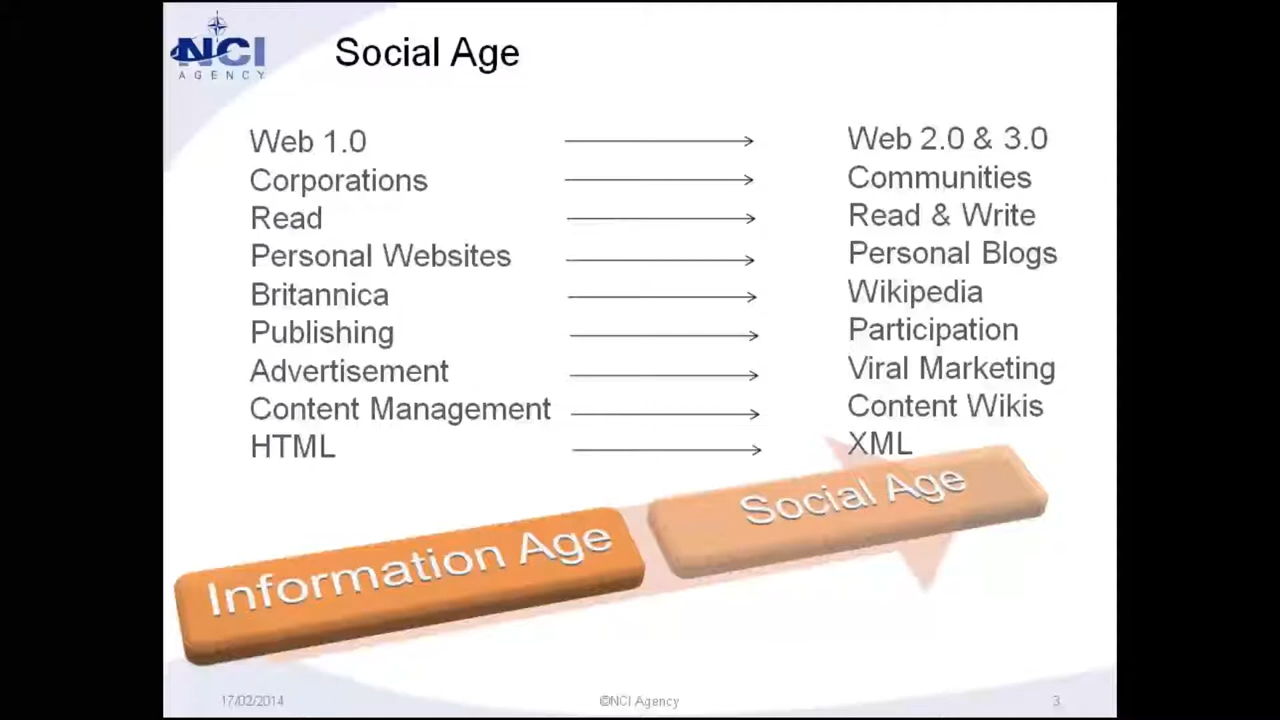 NCI
AGENCY
Social Age
Web 1.0 Web 2.0 & 3.0
Corporations Communities
Read Read & Write
Personal Websites Personal Blogs
Britannica Wikipedia
Publishing Participation
Advertisement Viral Marketing
Content Management Content Wikis
HTML XML
Information Age Social Age
17/02/2014 ©NCI Agency 3